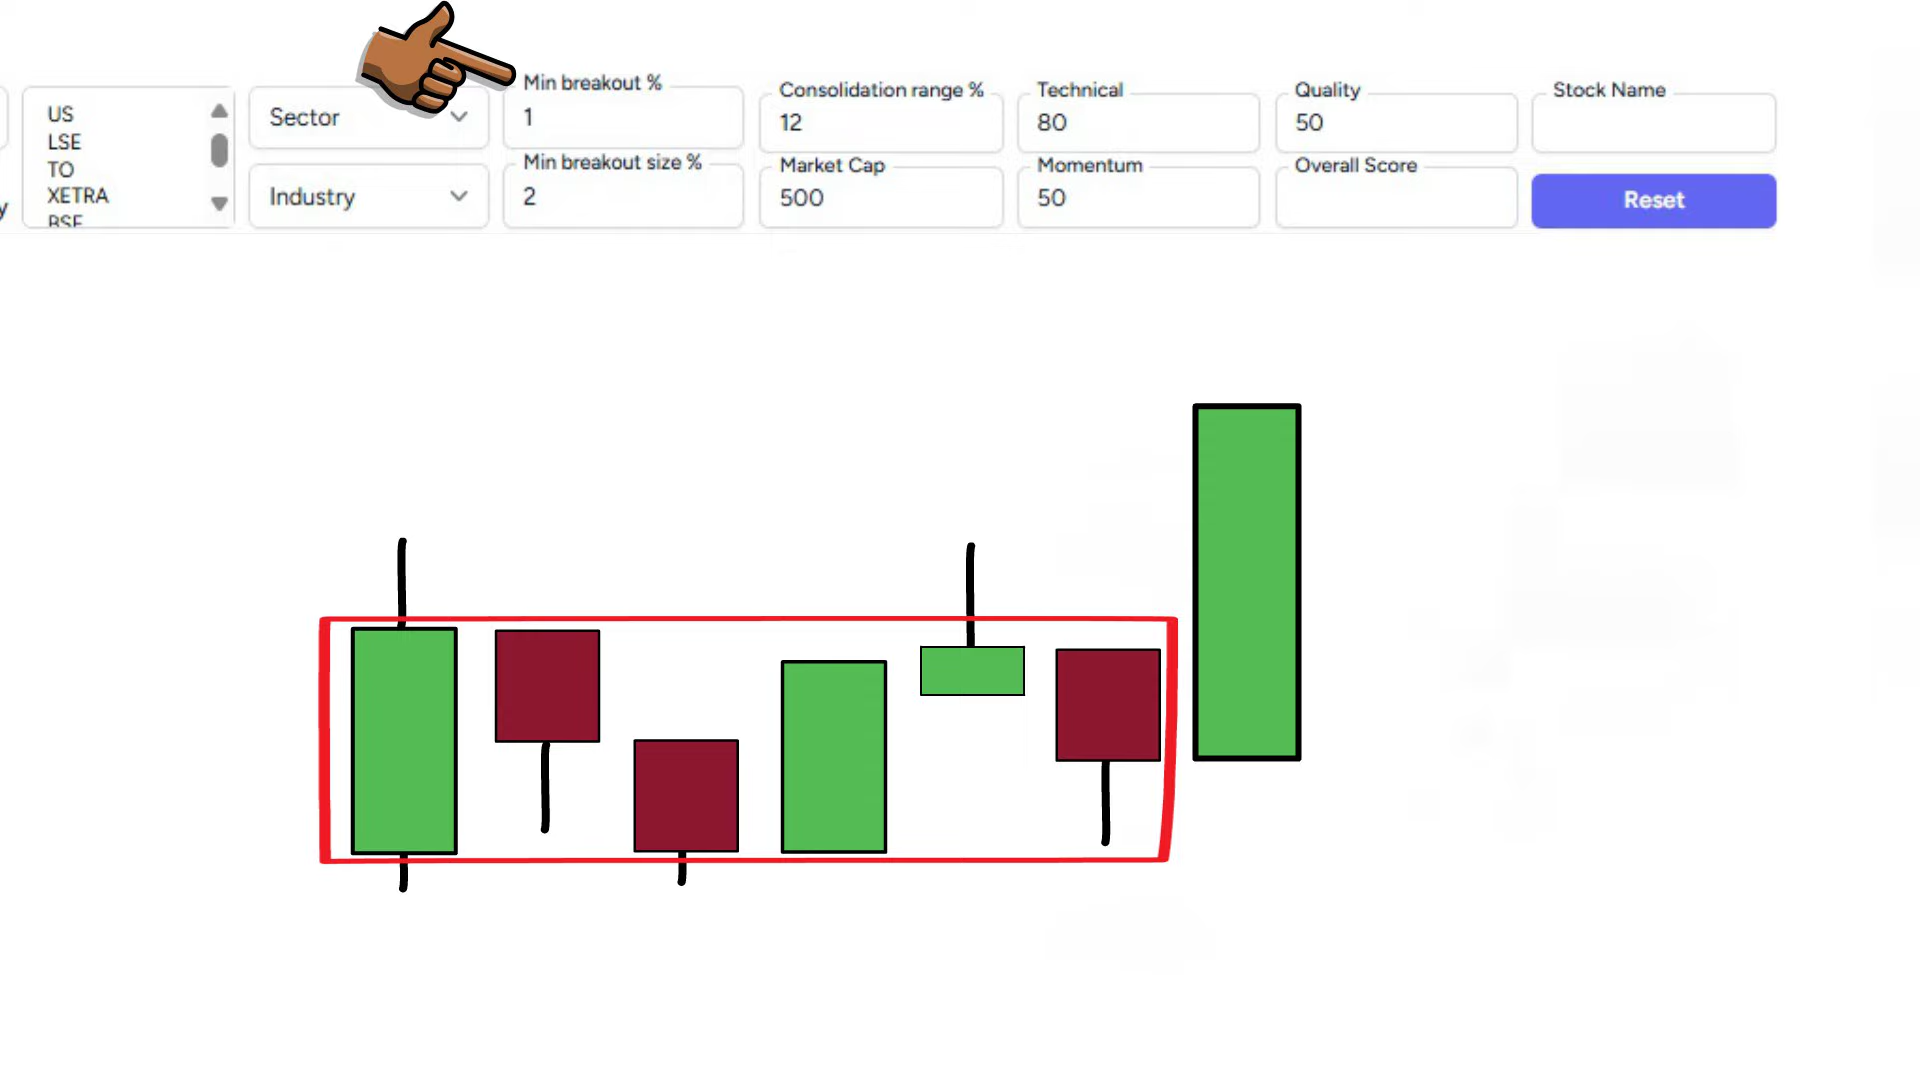 US
LSE
TO
XETRA
BSE
Sector
Industry
Min breakout %
1
Min breakout size %
2
Consolidation range %
12
Market Cap
500
Technical
80
Momentum
50
Quality
50
Overall Score
Stock Name
Reset